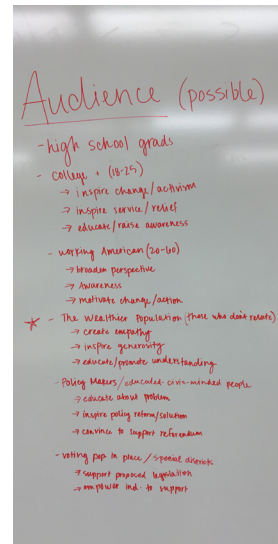 Audience (possible)
- high school grads
- college + (18-25)
→ inspire change/activism
→ inspire service/relief
→ educate/raise awareness
- working American (20-60)
→ broaden perspective
→ Awareness
→ motivate change/action
* - The Wealthier Population (those who don't relate)
→ create empathy
→ inspire generosity
→ educate/promote understanding
- Policy Makers/educated civic-minded people
→ educate about problem
→ inspire policy reform/solution
→ convince to support referendum
- voting pop in place / special districts
→ support proposed legislation
→ empower ind. to support